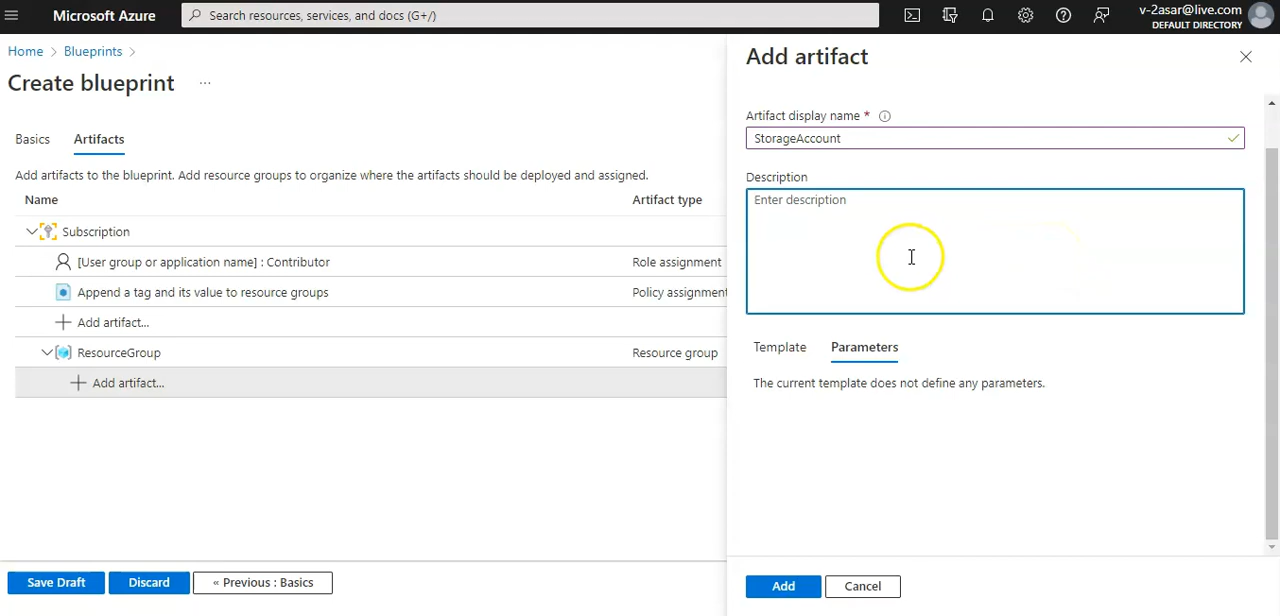 Microsoft Azure
Search resources, services, and docs (G+/)
v-2asar@live.com
DEFAULT DIRECTORY
Home > Blueprints >
Create blueprint ...
Basics Artifacts
Add artifacts to the blueprint. Add resource groups to organize where the artifacts should be deployed and assigned.
Name Artifact type
Subscription
[User group or application name] : Contributor Role assignment
Append a tag and its value to resource groups Policy assignment
+ Add artifact...
ResourceGroup Resource group
+ Add artifact...
Save Draft Discard « Previous : Basics
Add artifact
Artifact display name *
StorageAccount
Description
Enter description
Template Parameters
The current template does not define any parameters.
Add Cancel